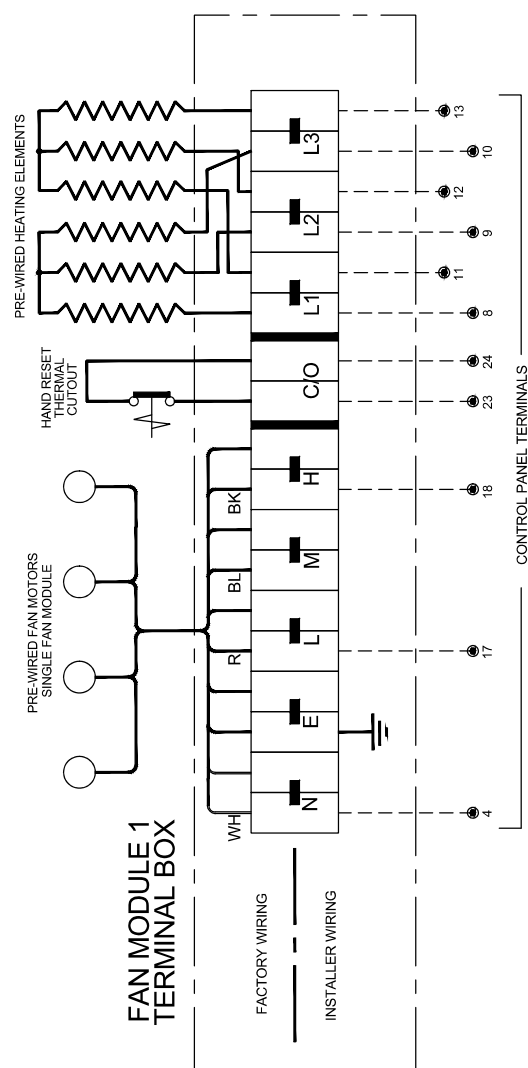 FAN MODULE 1
TERMINAL BOX
PRE-WIRED FAN MOTORS
SINGLE FAN MODULE
HAND RESET
THERMAL
CUTOUT
PRE-WIRED HEATING ELEMENTS
WH
R
BL
BK
N
E
L
M
H
C/O
L1
L2
L3
FACTORY WIRING
INSTALLER WIRING
4
17
18
23
24
8
11
9
12
10
13
CONTROL PANEL TERMINALS